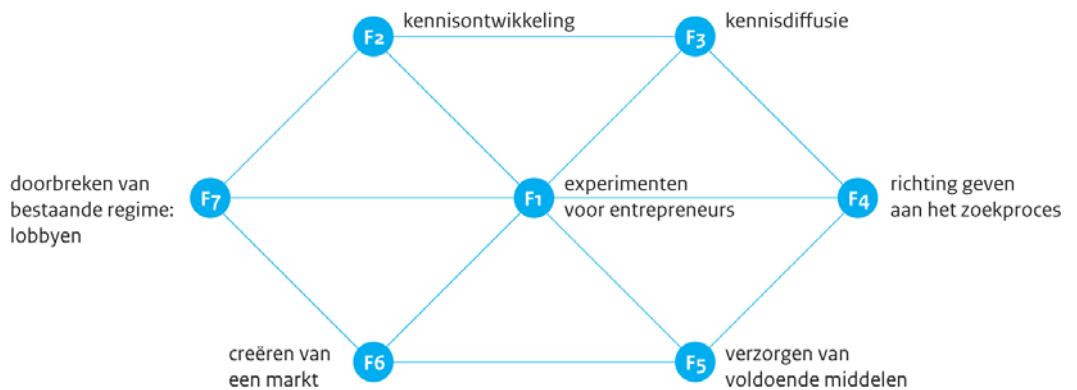 F2
kennisontwikkeling
F3
kennisdiffusie
doorbreken van
bestaande regime:
lobbyen
F7
F1
experimenten
voor entrepreneurs
F4
richting geven
aan het zoekproces
creëren van
een markt
F6
F5
verzorgen van
voldoende middelen